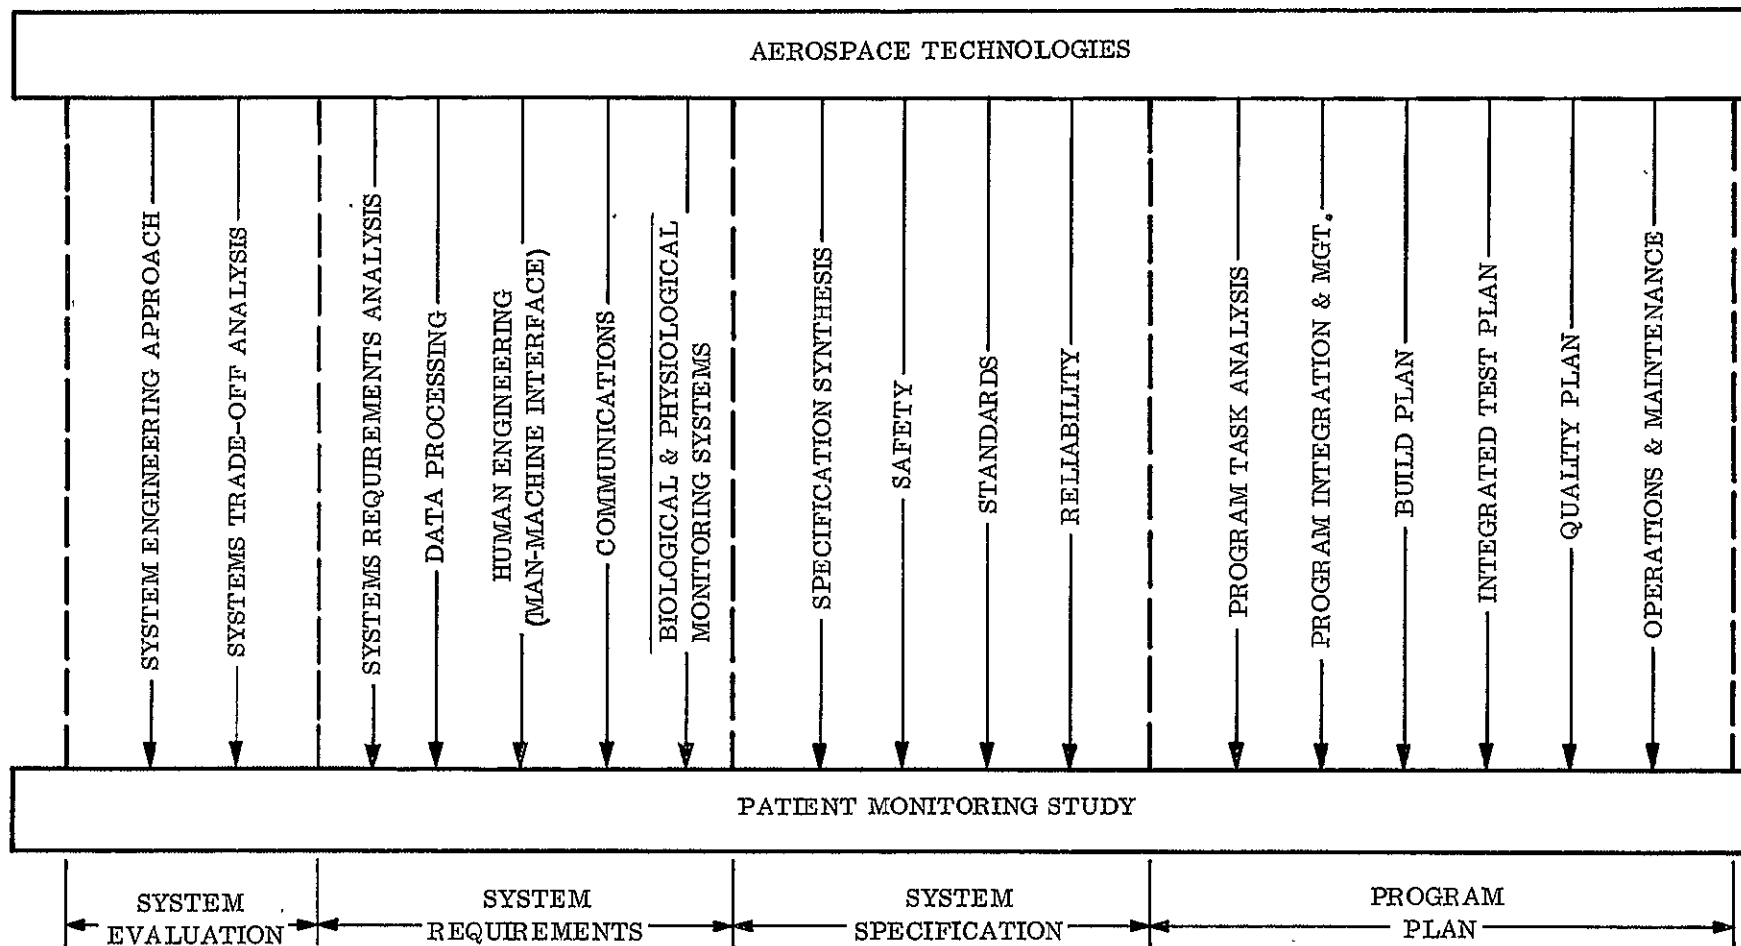 AEROSPACE TECHNOLOGIES
SYSTEM ENGINEERING APPROACH
SYSTEMS TRADE-OFF ANALYSIS
SYSTEMS REQUIREMENTS ANALYSIS
DATA PROCESSING
HUMAN ENGINEERING
(MAN-MACHINE INTERFACE)
COMMUNICATIONS
BIOLOGICAL & PHYSIOLOGICAL
MONITORING SYSTEMS
SPECIFICATION SYNTHESIS
SAFETY
STANDARDS
RELIABILITY
PROGRAM TASK ANALYSIS
PROGRAM INTEGRATION & MGT.
BUILD PLAN
INTEGRATED TEST PLAN
QUALITY PLAN
OPERATIONS & MAINTENANCE
PATIENT MONITORING STUDY
SYSTEM
EVALUATION
SYSTEM
REQUIREMENTS
SYSTEM
SPECIFICATION
PROGRAM
PLAN